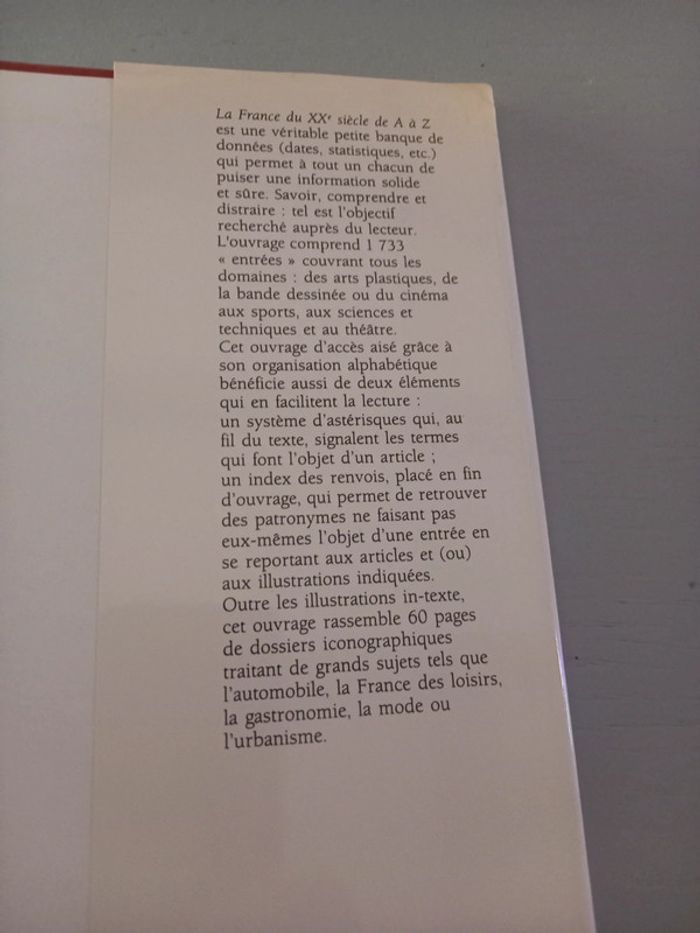 La France du XXe siècle de A à Z
est une véritable petite banque de
données (dates, statistiques, etc.)
qui permet à tout un chacun de
puiser une information solide
et sûre. Savoir, comprendre et
distraire : tel est l'objectif
recherché auprès du lecteur.
L'ouvrage comprend 1 733
« entrées » couvrant tous les
domaines : des arts plastiques, de
la bande dessinée ou du cinéma
aux sports, aux sciences et
techniques et au théâtre.
Cet ouvrage d'accès aisé grâce à
son organisation alphabétique
bénéficie aussi de deux éléments
qui en facilitent la lecture :
un système d'astérisques qui, au
fil du texte, signalent les termes
qui font l'objet d'un article ;
un index des renvois, placé en fin
d'ouvrage, qui permet de retrouver
des patronymes ne faisant pas
eux-mêmes l'objet d'une entrée en
se reportant aux articles et (ou)
aux illustrations indiquées.
Outre les illustrations in-texte,
cet ouvrage rassemble 60 pages
de dossiers iconographiques
traitant de grands sujets tels que
l'automobile, la France des loisirs,
la gastronomie, la mode ou
l'urbanisme.